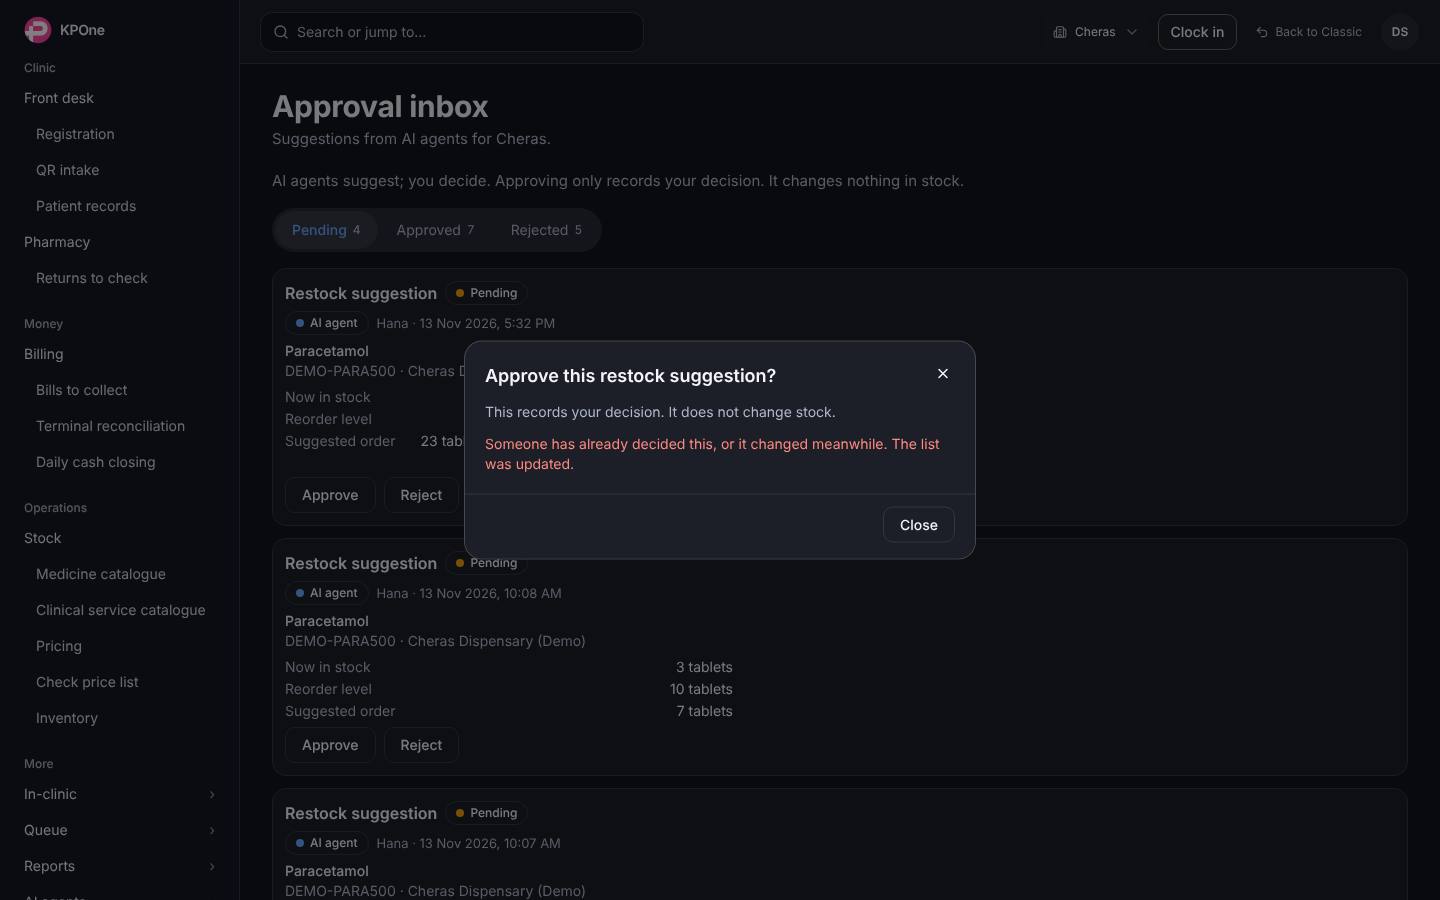 KPOne
Search or jump to...
Cheras
Clock in
Back to Classic
DS
Clinic
Front desk
Registration
QR intake
Patient records
Pharmacy
Returns to check
Money
Billing
Bills to collect
Terminal reconciliation
Daily cash closing
Operations
Stock
Medicine catalogue
Clinical service catalogue
Pricing
Check price list
Inventory
More
In-clinic
Queue
Reports
Approval inbox
Suggestions from AI agents for Cheras.
AI agents suggest; you decide. Approving only records your decision. It changes nothing in stock.
Pending 4 Approved 7 Rejected 5
Restock suggestion Pending
AI agent Hana · 13 Nov 2026, 5:32 PM
Paracetamol
DEMO-PARA500 · Cheras
Now in stock
Reorder level
Suggested order 23
Approve Reject
Approve this restock suggestion?
This records your decision. It does not change stock.
Someone has already decided this, or it changed meanwhile. The list
was updated.
Close
Restock suggestion Pending
AI agent Hana · 13 Nov 2026, 10:08 AM
Paracetamol
DEMO-PARA500 · Cheras Dispensary (Demo)
Now in stock 3 tablets
Reorder level 10 tablets
Suggested order 7 tablets
Approve Reject
Restock suggestion Pending
AI agent Hana · 13 Nov 2026, 10:07 AM
Paracetamol
DEMO-PARA500 · Cheras Dispensary (Demo)